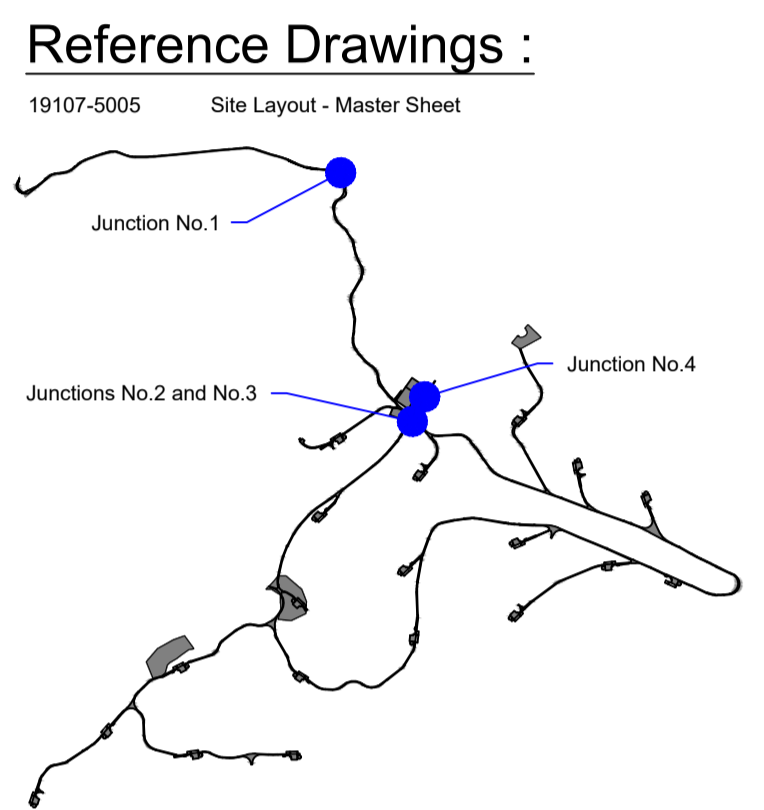 Reference Drawings :
19107-5005 Site Layout - Master Sheet
Junction No.1
Junction No.4
Junctions No.2 and No.3